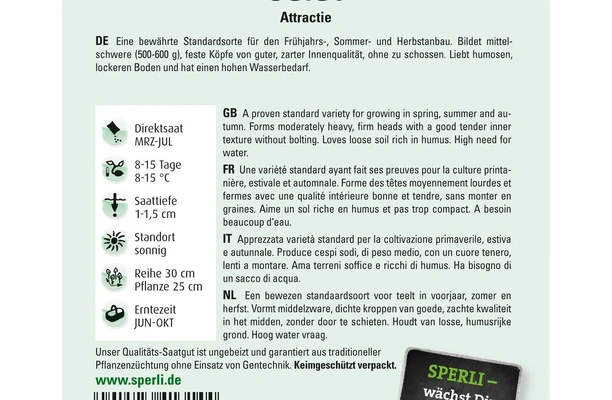 Attractie
DE Eine bewährte Standardsorte für den Frühjahrs-, Sommer- und Herbstanbau. Bildet mittel-
schwere (500-600 g), feste Köpfe von guter, zarter Innenqualität, ohne zu schossen. Liebt humosen,
lockeren Boden und hat einen hohen Wasserbedarf.
Direktsaat
MRZ-JUL
8-15 Tage
8-15 °C
Saattiefe
1-1,5 cm
Standort
sonnig
Reihe 30 cm
Pflanze 25 cm
Erntezeit
JUN-OKT
GB A proven standard variety for growing in spring, summer and au-
tumn. Forms moderately heavy, firm heads with a good tender inner
texture without bolting. Loves loose soil rich in humus. High need for
water.
FR Une variété standard ayant fait ses preuves pour la culture printa-
nière, estivale et automnale. Forme des têtes moyennement lourdes et
fermes avec une qualité intérieure bonne et tendre, sans monter en
graines. Aime un sol riche en humus et pas trop compact. A besoin
beaucoup d'eau.
IT Apprezzata varietà standard per la coltivazione primaverile, estiva
e autunnale. Produce cespi sodi, di peso medio, con un cuore tenero,
lenti a montare. Ama terreni soffice e ricchi di humus. Ha bisogno di
un sacco di acqua.
NL Een bewezen standaardsoort voor teelt in voorjaar, zomer en
herfst. Vormt middelzware, dichte kroppen van goede, zachte kwaliteit
in het midden, zonder door te schieten. Houdt van losse, humusrijke
grond. Hoog water vraag.
Unser Qualitäts-Saatgut ist ungebeizt und garantiert aus traditioneller
Pflanzenzüchtung ohne Einsatz von Gentechnik. Keimgeschützt verpackt.
www.sperli.de
SPERLI –
wächst Di